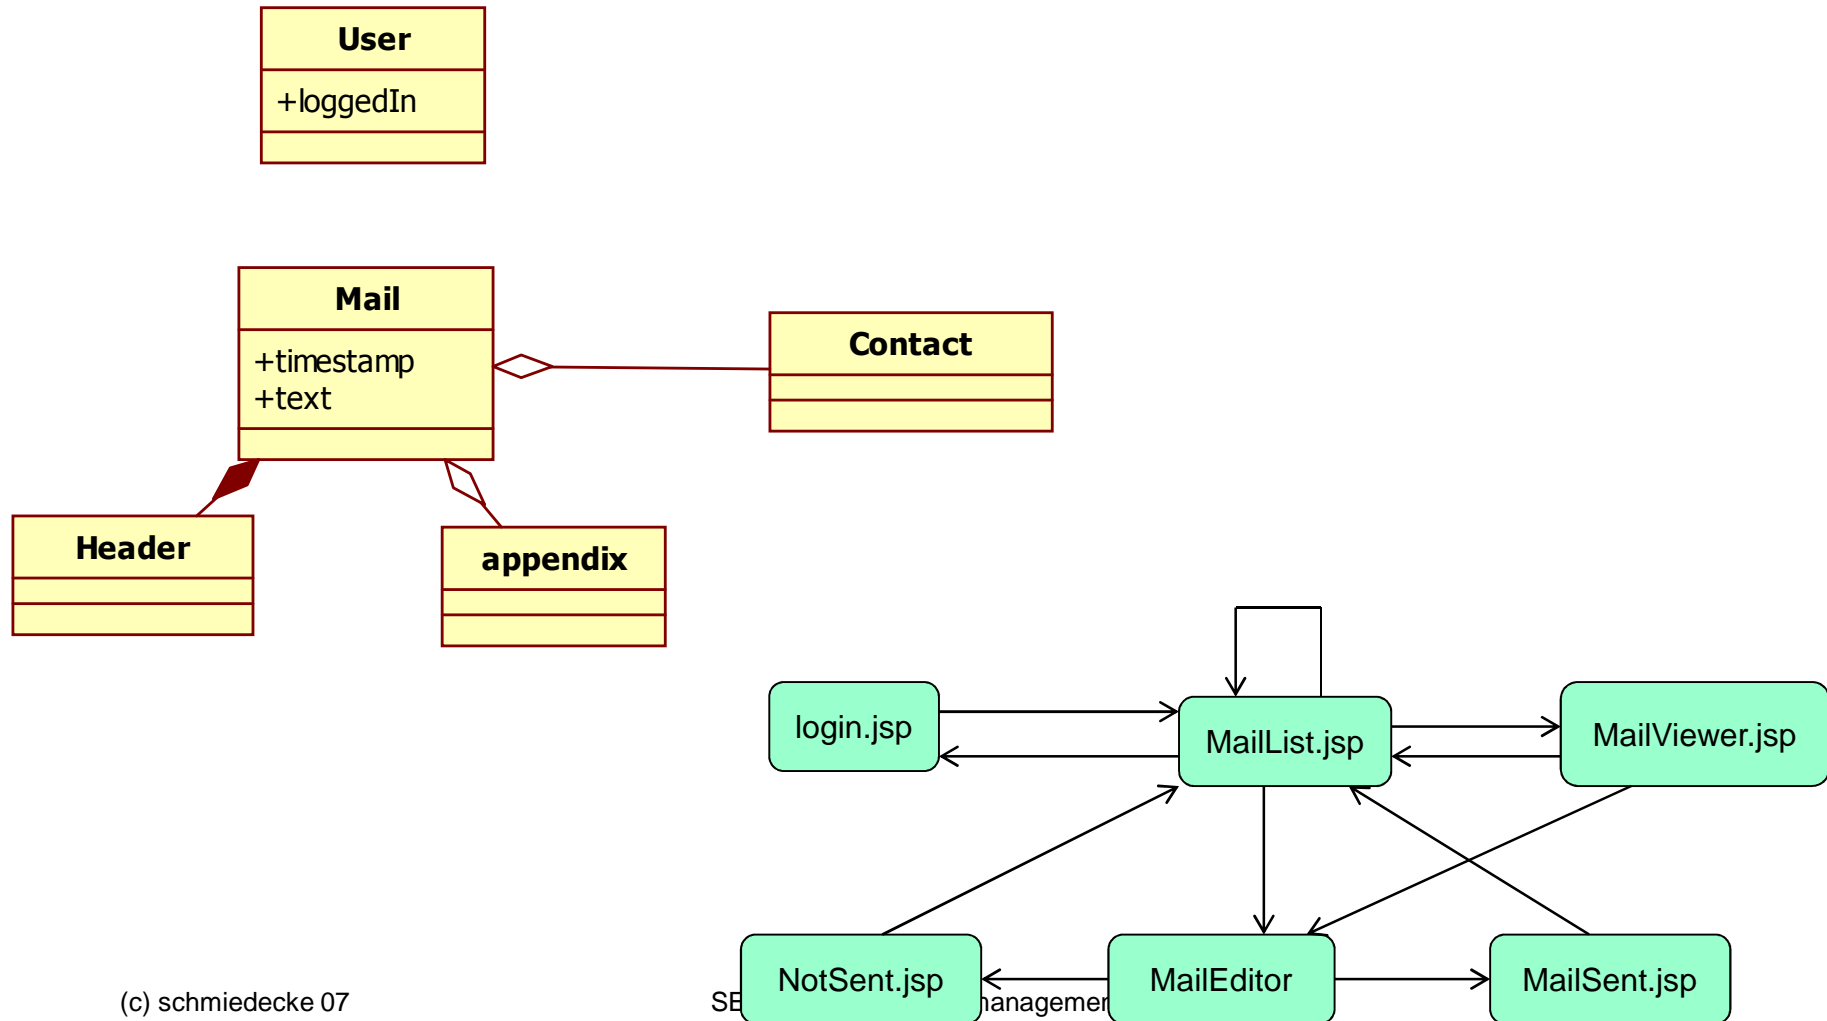 User
+loggedIn
Mail
+timestamp
+text
Contact
Header
appendix
login.jsp
MailList.jsp
MailViewer.jsp
NotSent.jsp
MailEditor
MailSent.jsp
(c) schmiedecke 07